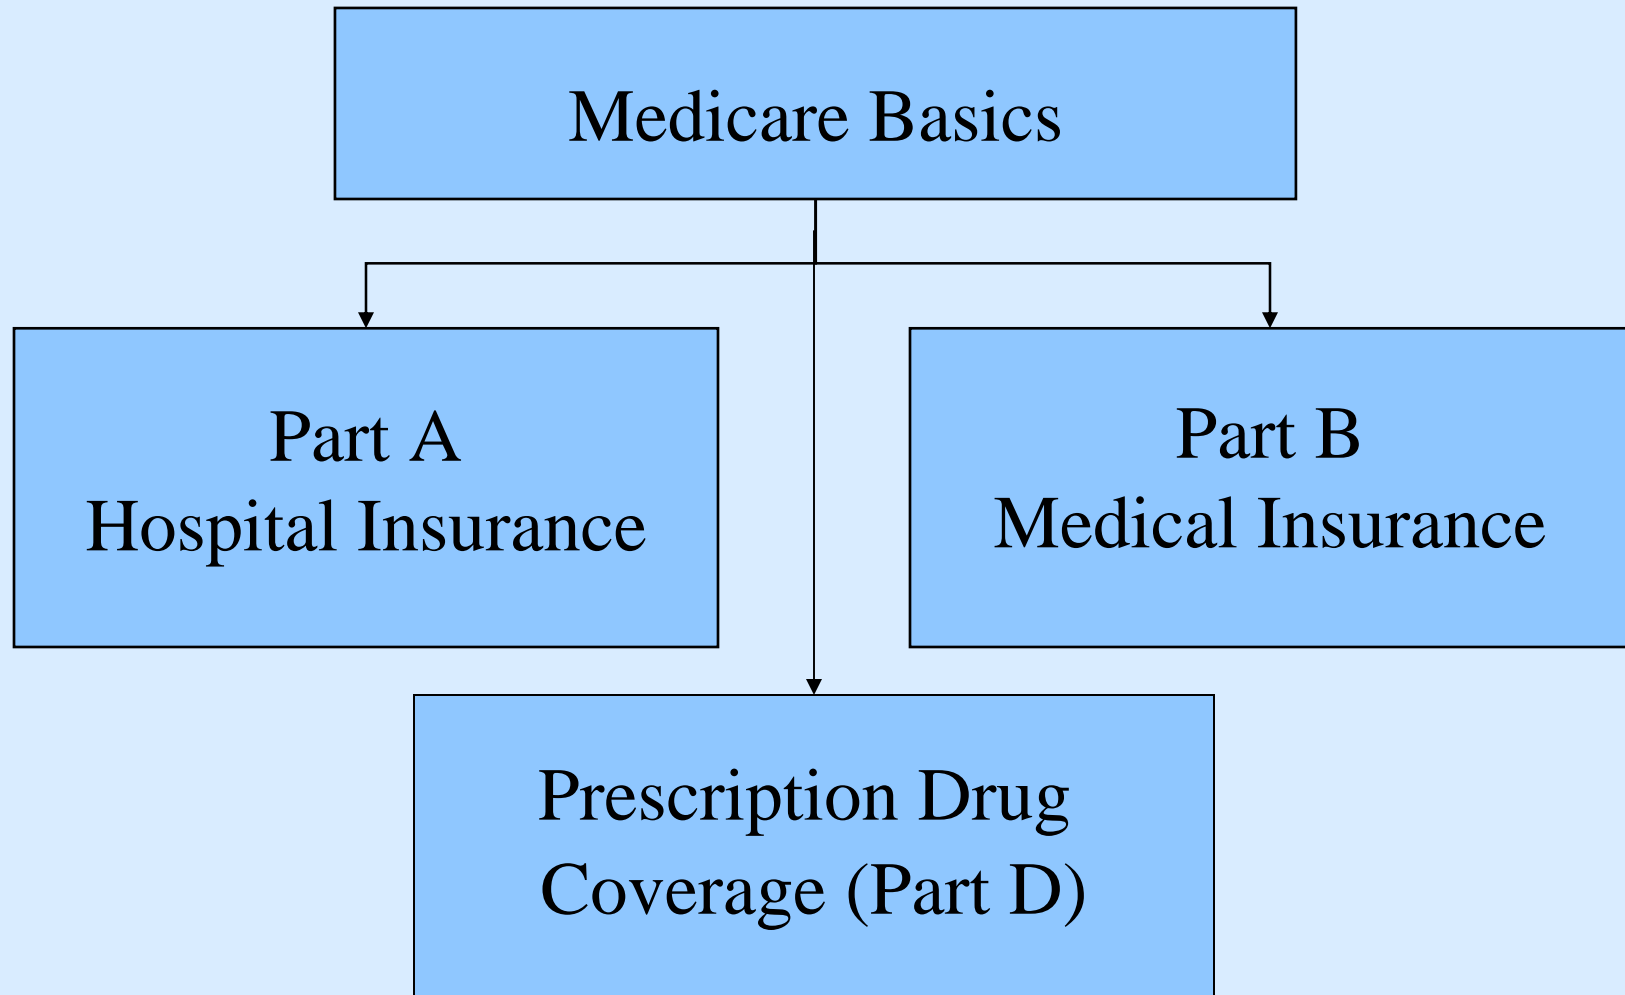 Medicare Basics
Part A
Hospital Insurance
Part B
Medical Insurance
Prescription Drug
Coverage (Part D)